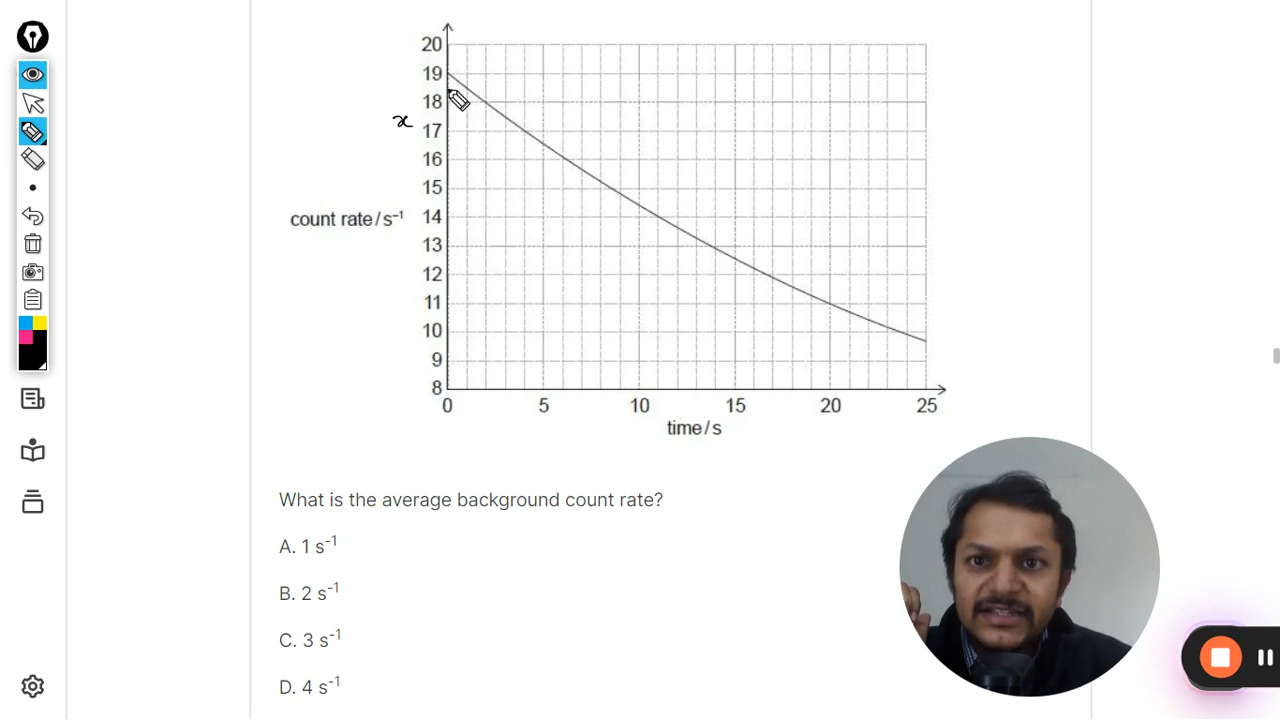 20
19
18
x 17
16
15
count rate/s⁻¹ 14
13
12
11
10
9
8
0 5 10 15 20 25
time/s
What is the average background count rate?
A. 1 s⁻¹
B. 2 s⁻¹
C. 3 s⁻¹
D. 4 s⁻¹